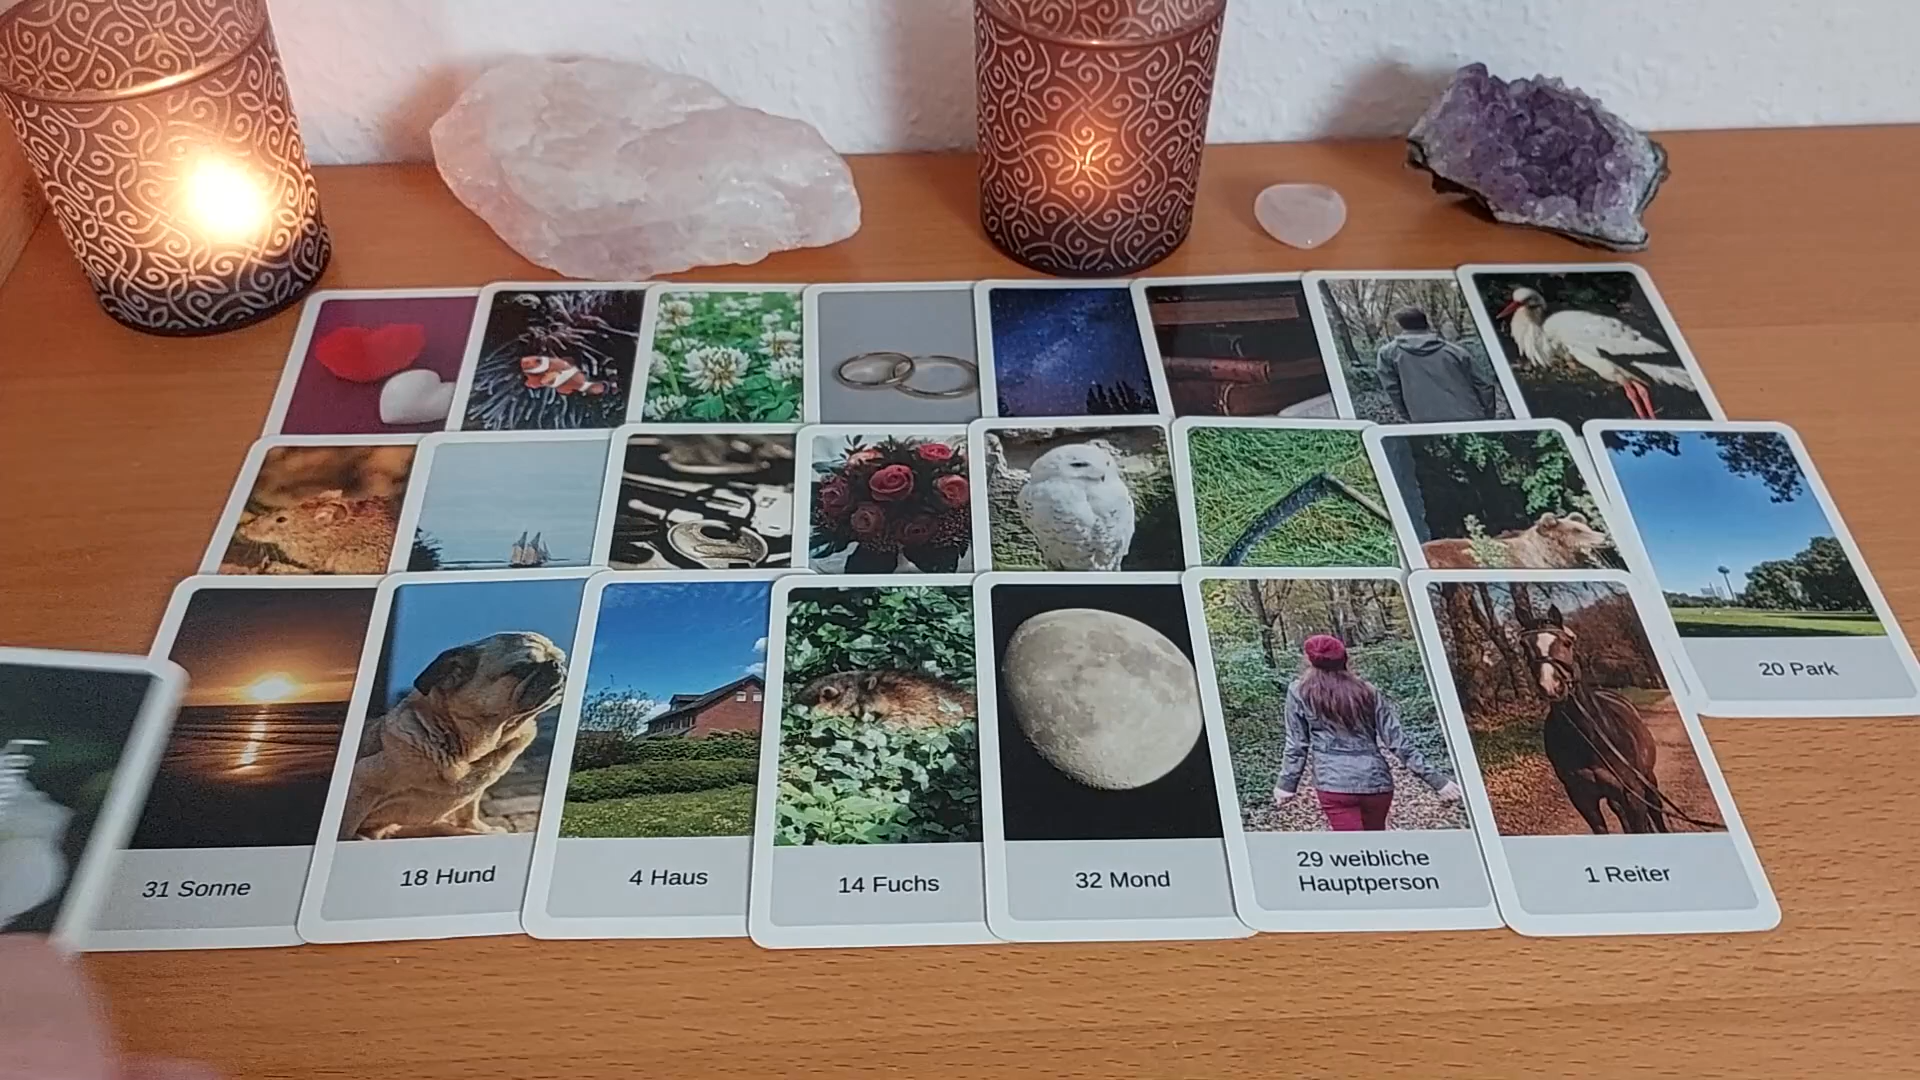 20 Park
31 Sonne
18 Hund
4 Haus
14 Fuchs
32 Mond
29 weibliche
Hauptperson
1 Reiter